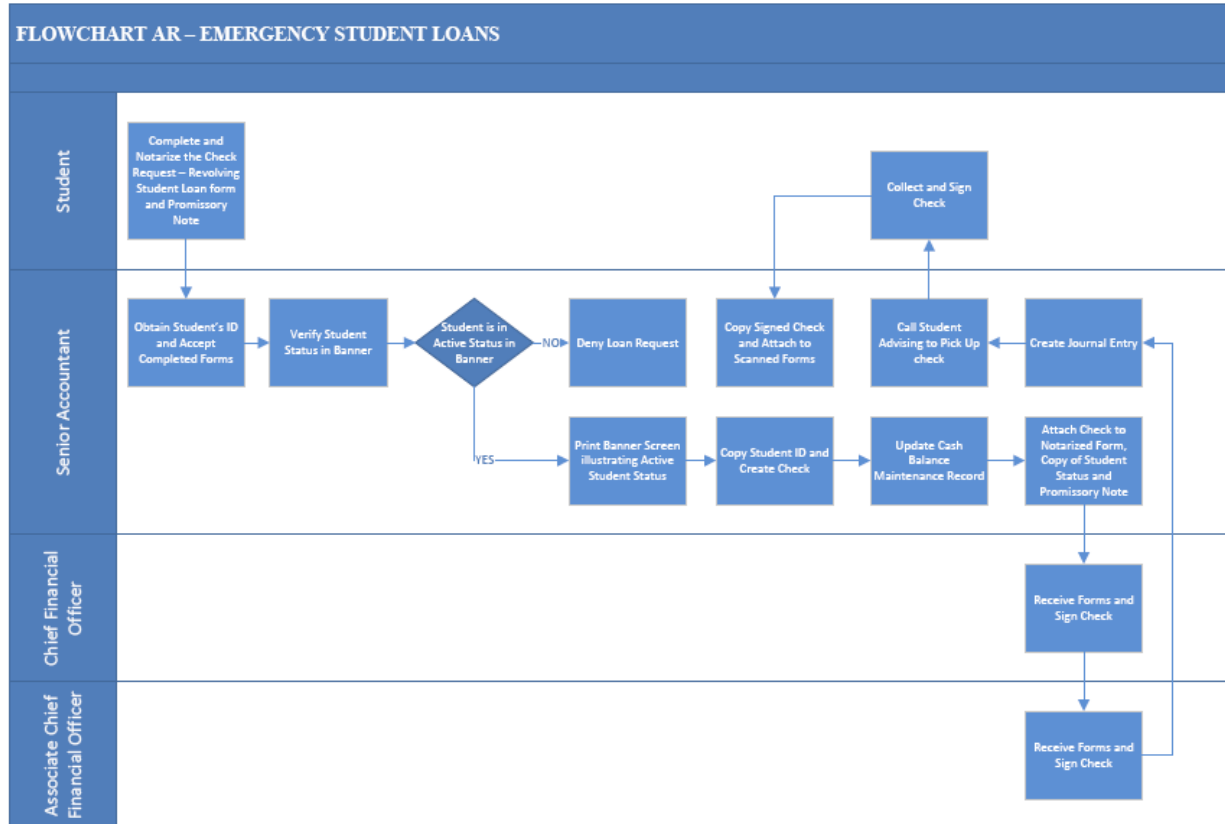 FLOWCHART AR – EMERGENCY STUDENT LOANS
Student
Complete and
Notarize the Check
Request – Revolving
Student Loan form
and Promissory
Note
Collect and Sign
Check
Senior Accountant
Obtain Student's ID
and Accept
Completed Forms
Verify Student
Status in Banner
Student is in
Active Status in
Banner
NO
Deny Loan Request
Copy Signed Check
and Attach to
Scanned Forms
Call Student
Advising to Pick Up
check
Create Journal Entry
YES
Print Banner Screen
illustrating Active
Student Status
Copy Student ID and
Create Check
Update Cash
Balance
Maintenance Record
Attach Check to
Notarized Form,
Copy of Student
Status and
Promissory Note
Chief Financial
Officer
Receive Forms and
Sign Check
Associate Chief
Financial Officer
Receive Forms and
Sign Check